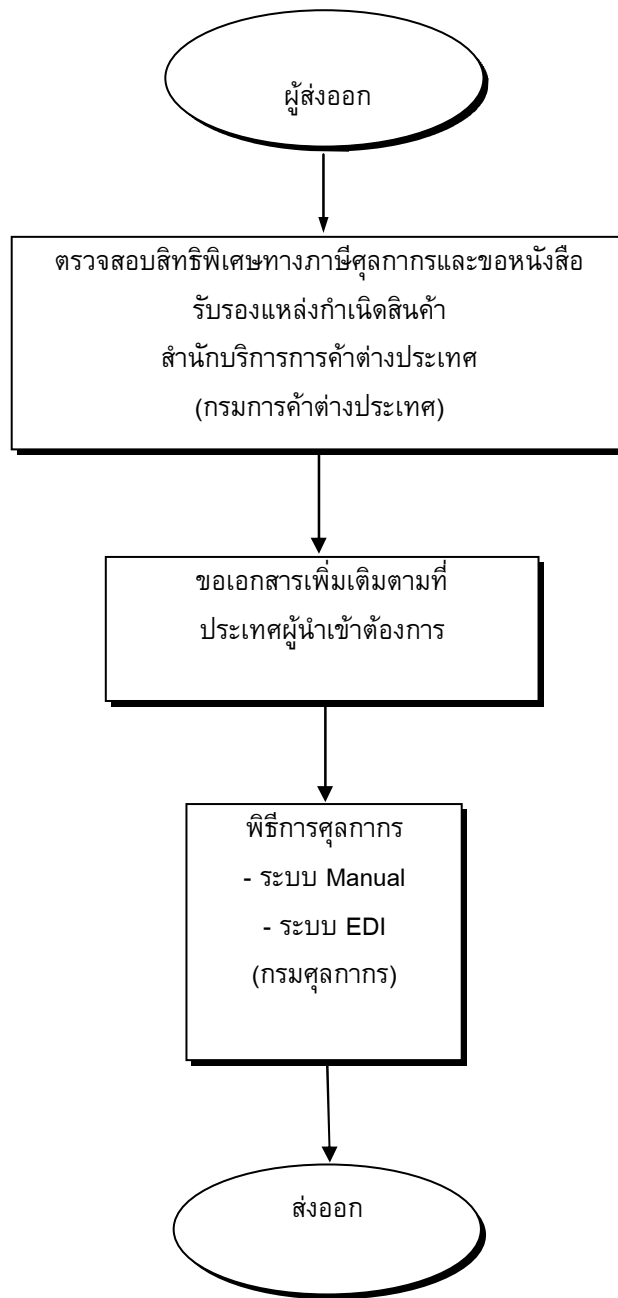 ผู้ส่งออก
ตรวจสอบสิทธิพิเศษทางภาษีศุลกากรและขอหนังสือ
รับรองแหล่งกำเนิดสินค้า
สำนักบริการการค้าต่างประเทศ
(กรมการค้าต่างประเทศ)
ขอเอกสารเพิ่มเติมตามที่
ประเทศผู้นำเข้าต้องการ
พิธีการศุลกากร
- ระบบ Manual
- ระบบ EDI
(กรมศุลกากร)
ส่งออก